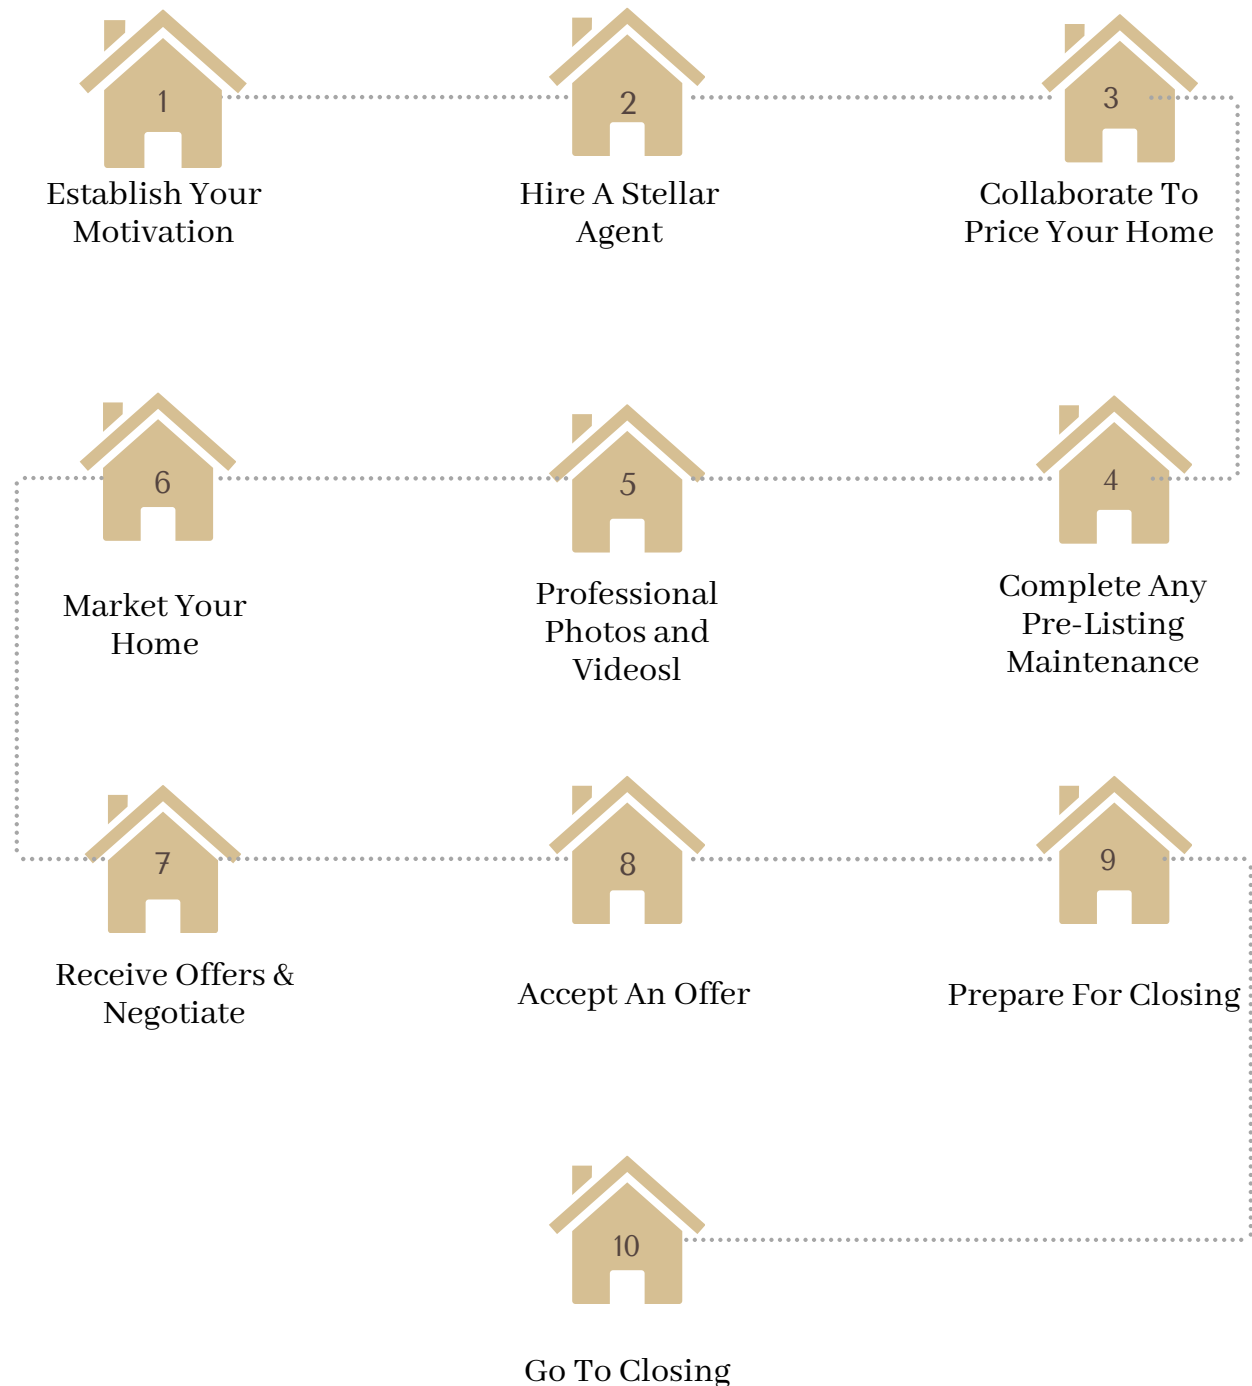 1
Establish Your
Motivation
2
Hire A Stellar
Agent
3
Collaborate To
Price Your Home
4
Complete Any
Pre-Listing
Maintenance
5
Professional
Photos and
Videosl
6
Market Your
Home
7
Receive Offers &
Negotiate
8
Accept An Offer
9
Prepare For Closing
10
Go To Closing